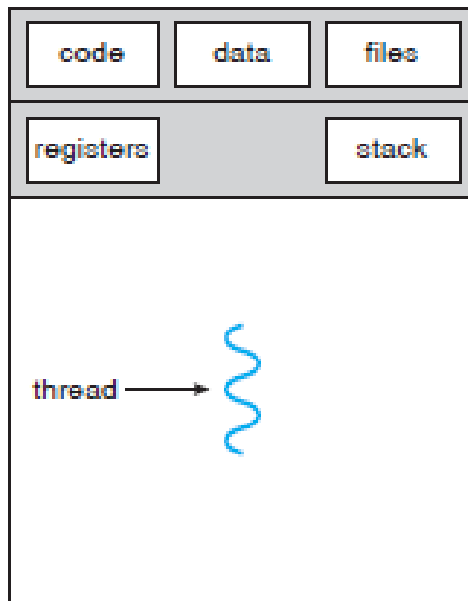 code data files
registers stack
thread